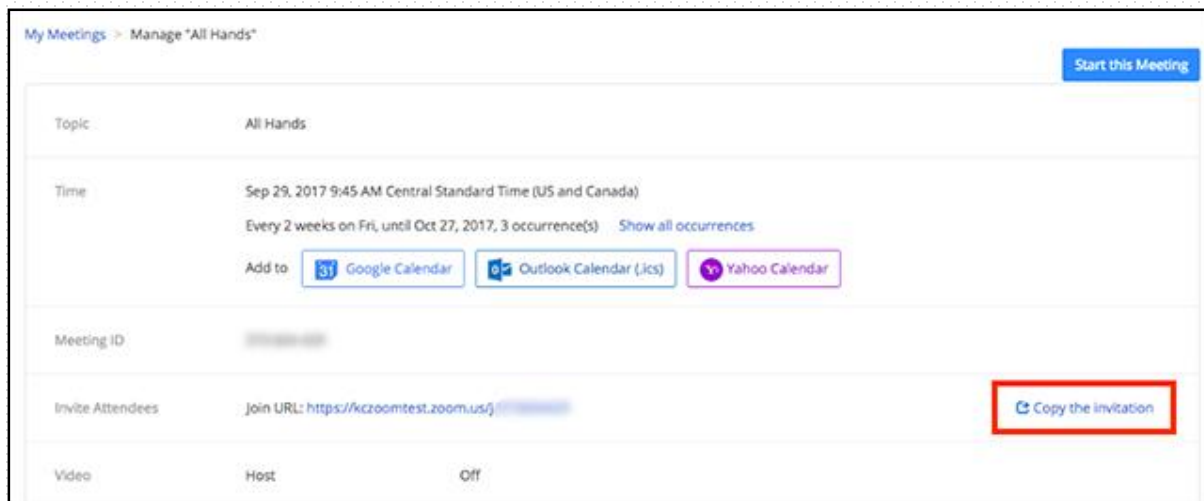 My Meetings > Manage "All Hands"
Start this Meeting
Topic All Hands
Time Sep 29, 2017 9:45 AM Central Standard Time (US and Canada)
Every 2 weeks on Fri, until Oct 27, 2017, 3 occurrence(s) Show all occurrences
Add to 31 Google Calendar Outlook Calendar (.ics) Yahoo Calendar
Meeting ID
Invite Attendees Join URL: https://kczoomtest.zoom.us/j Copy the invitation
Video Host Off